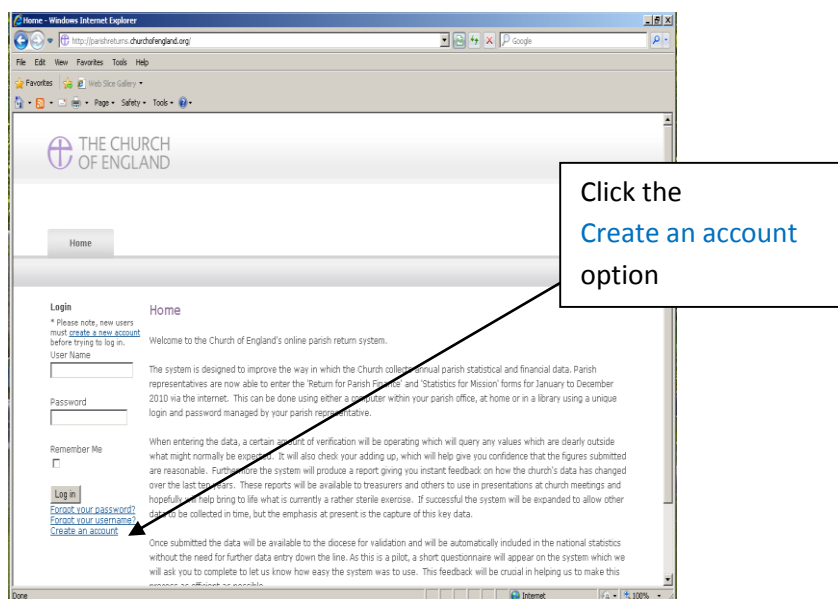 Home - Windows Internet Explorer
http://parishreturns.churchofengland.org/
Google
File Edit View Favorites Tools Help
Favorites Web Slice Gallery
Page Safety Tools
THE CHURCH
OF ENGLAND
Home
Click the
Create an account
option
Login
* Please note, new users
must create a new account
before trying to log in.
User Name
Password
Remember Me
Log in
Forgot your password?
Forgot your username?
Create an account
Home
Welcome to the Church of England's online parish return system.
The system is designed to improve the way in which the Church collects annual parish statistical and financial data. Parish
representatives are now able to enter the 'Return for Parish Finance' and 'Statistics for Mission' forms for January to December
2010 via the internet. This can be done using either a computer within your parish office, at home or in a library using a unique
login and password managed by your parish representative.
When entering the data, a certain amount of verification will be operating which will query any values which are clearly outside
what might normally be expected. It will also check your adding up, which will help give you confidence that the figures submitted
are reasonable. Furthermore the system will produce a report giving you instant feedback on how the church's data has changed
over the last ten years. These reports will be available to treasurers and others to use in presentations at church meetings and
hopefully will help bring to life what is currently a rather sterile exercise. If successful the system will be expanded to allow other
data to be collected in time, but the emphasis at present is the capture of this key data.
Once submitted the data will be available to the diocese for validation and will be automatically included in the national statistics
without the need for further data entry down the line. As this is a pilot, a short questionnaire will appear on the system which we
will ask you to complete to let us know how easy the system was to use. This feedback will be crucial in helping us to make this
process as efficient as possible.
Done
Internet
100%